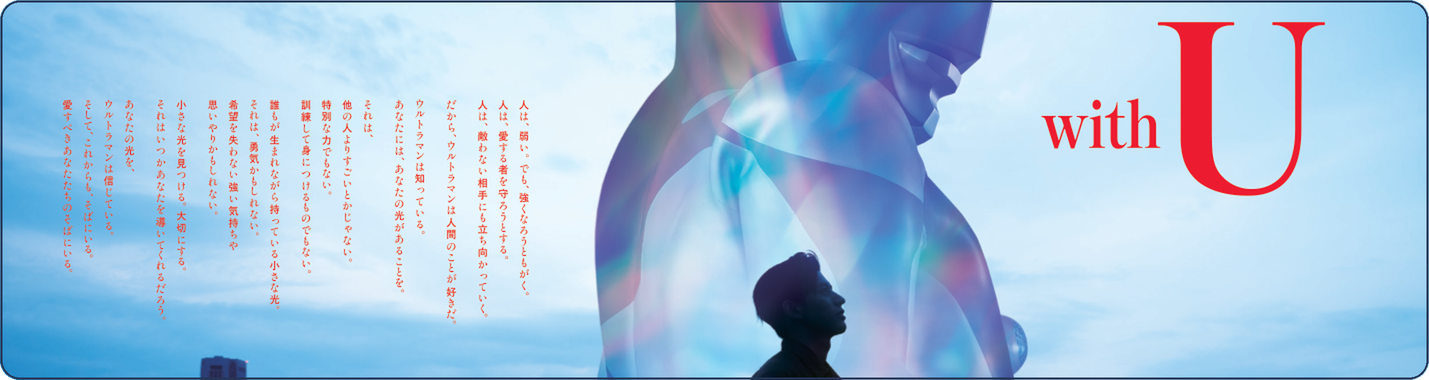 人は、弱い。でも、強くなろうともがく。
人は、愛する者を守ろうとする。
人は、敵わない相手にも立ち向かっていく。
だから、ウルトラマンは人間のことが好きだ。
ウルトラマンは知っている。
あなたには、あなたの光があることを。
それは、
他の人よりすごいとかじゃない。
特別な力でもない。
訓練して身につけるものでもない。
誰もが生まれながら持っている小さな光。
それは、勇気かもしれない。
希望を失わない強い気持ちや
思いやりかもしれない。
小さな光を見つける。大切にする。
それはいつかあなたを導いてくれるだろう。
あなたの光を、
ウルトラマンは信じている。
そして、これからも、そばにいる。
愛すべきあなたたちのそばにいる。
with U